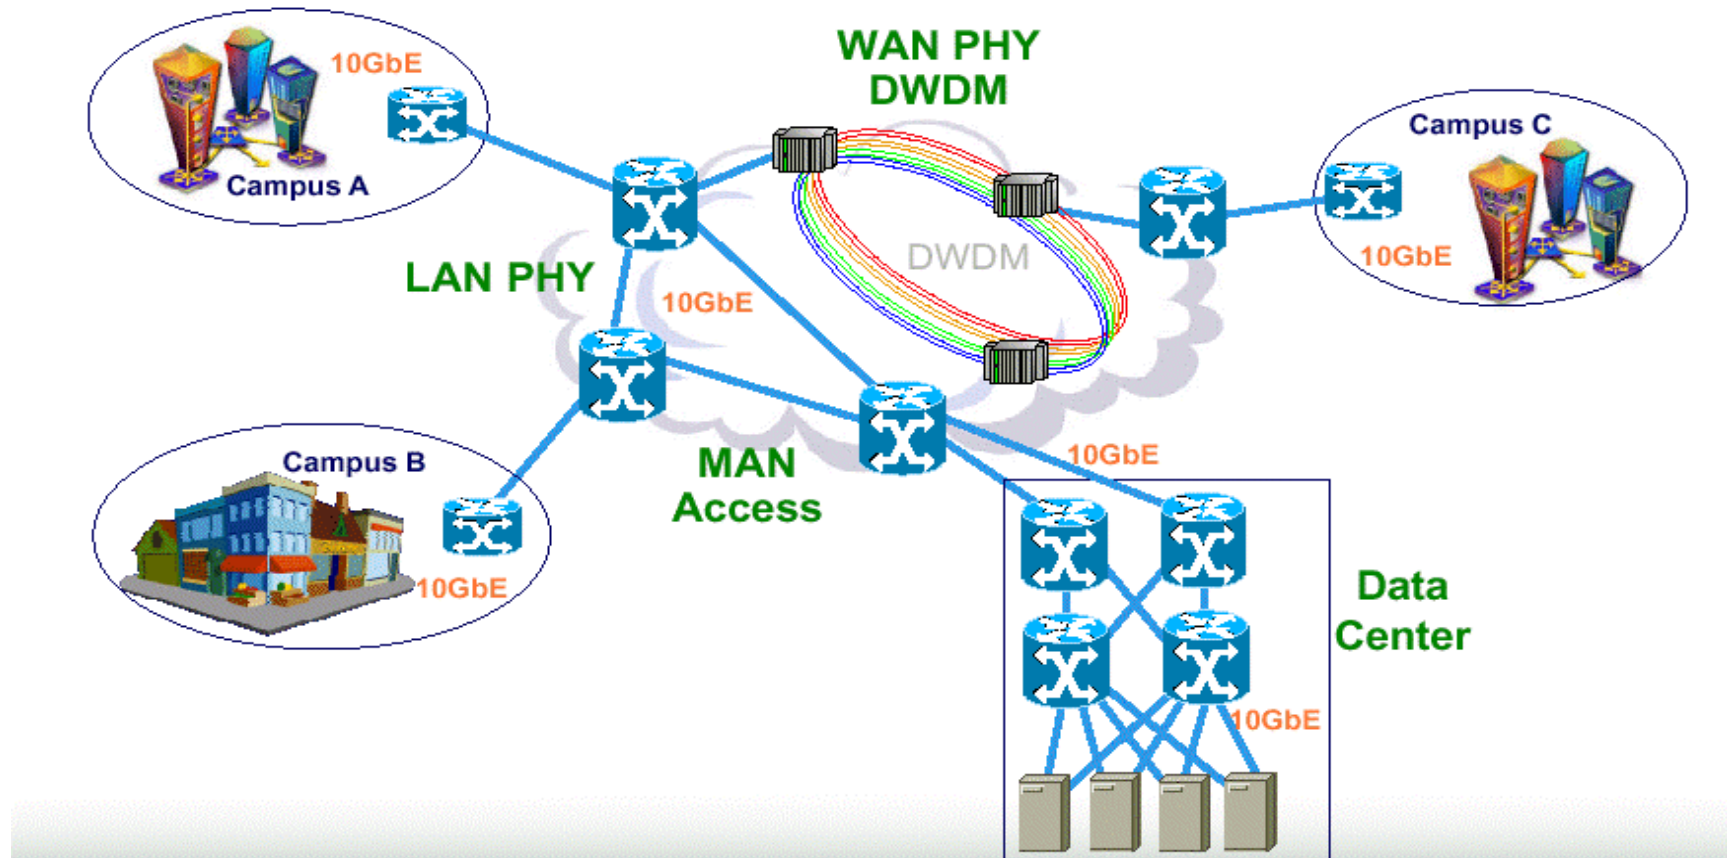 WAN PHY
DWDM
10GbE
Campus A
Campus C
10GbE
DWDM
LAN PHY
10GbE
Campus B
10GbE
MAN
Access
10GbE
Data
Center
10GbE